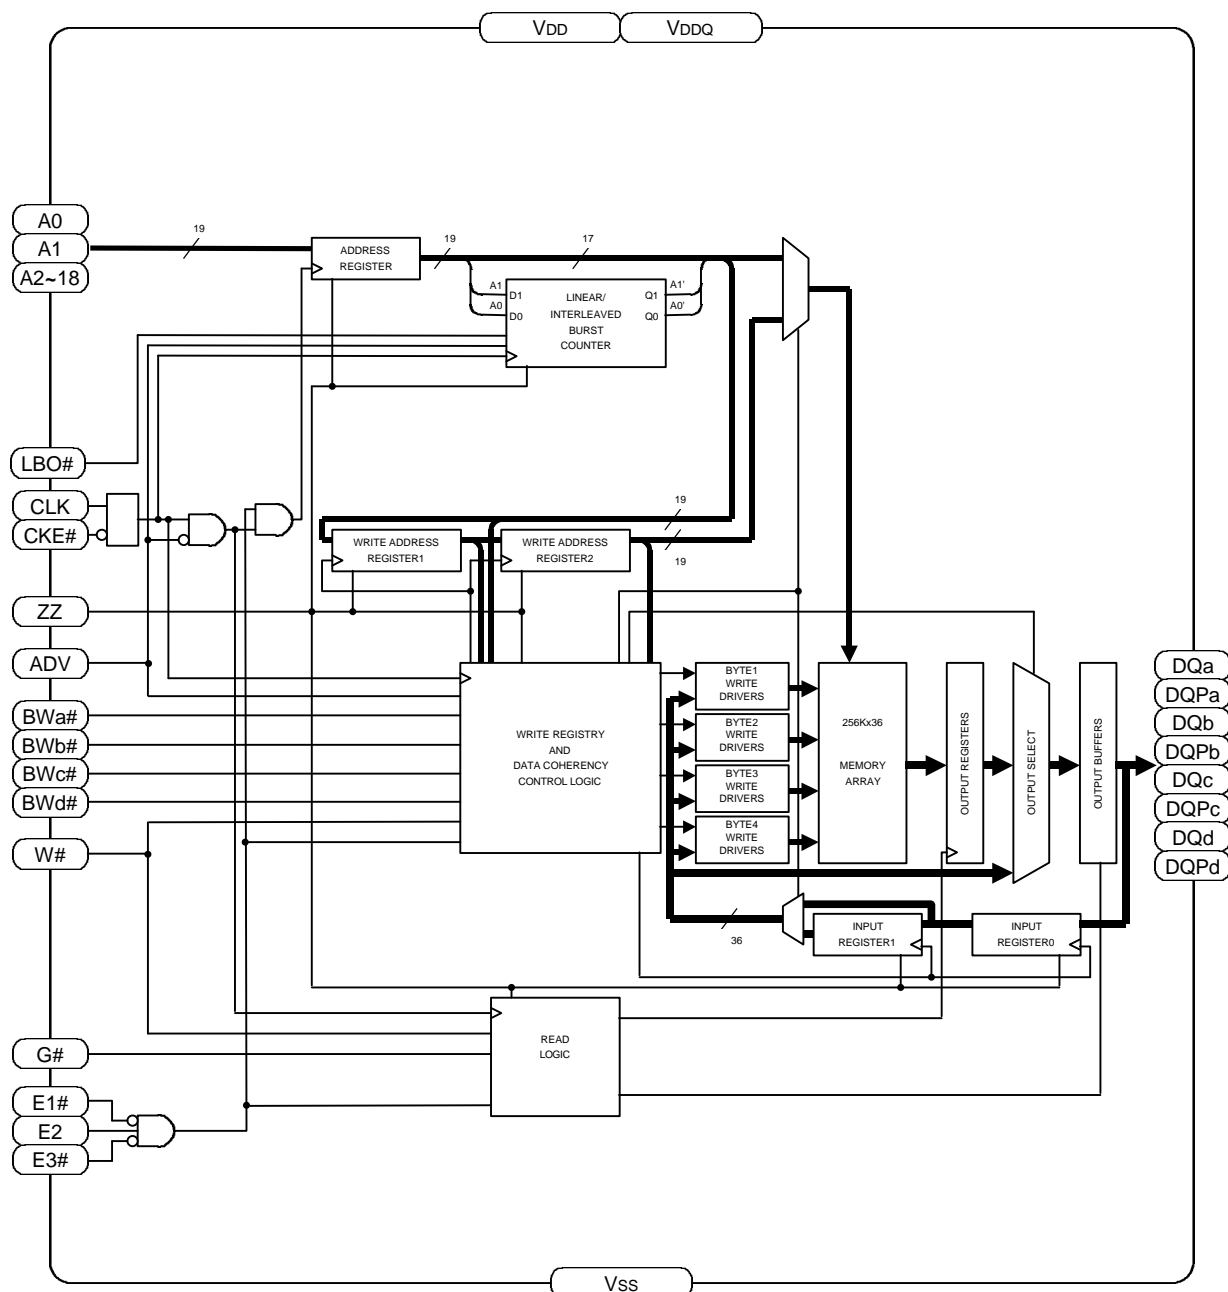 VDD
VDDQ
A0
A1
A2~18
19
ADDRESS
REGISTER
19
17
A1
A0
D1
D0
LINEAR/
INTERLEAVED
BURST
COUNTER
Q1
Q0
A1'
A0'
LBO#
CLK
CKE#
19
19
WRITE ADDRESS
REGISTER1
WRITE ADDRESS
REGISTER2
ZZ
ADV
BWa#
BWb#
BWc#
BWd#
W#
WRITE REGISTRY
AND
DATA COHERENCY
CONTROL LOGIC
BYTE1
WRITE
DRIVERS
BYTE2
WRITE
DRIVERS
BYTE3
WRITE
DRIVERS
BYTE4
WRITE
DRIVERS
256Kx36
MEMORY
ARRAY
OUTPUT REGISTERS
OUTPUT SELECT
OUTPUT BUFFERS
DQa
DQPa
DQb
DQPb
DQc
DQPc
DQd
DQPd
36
INPUT
REGISTER1
INPUT
REGISTER0
READ
LOGIC
G#
E1#
E2
E3#
VSS